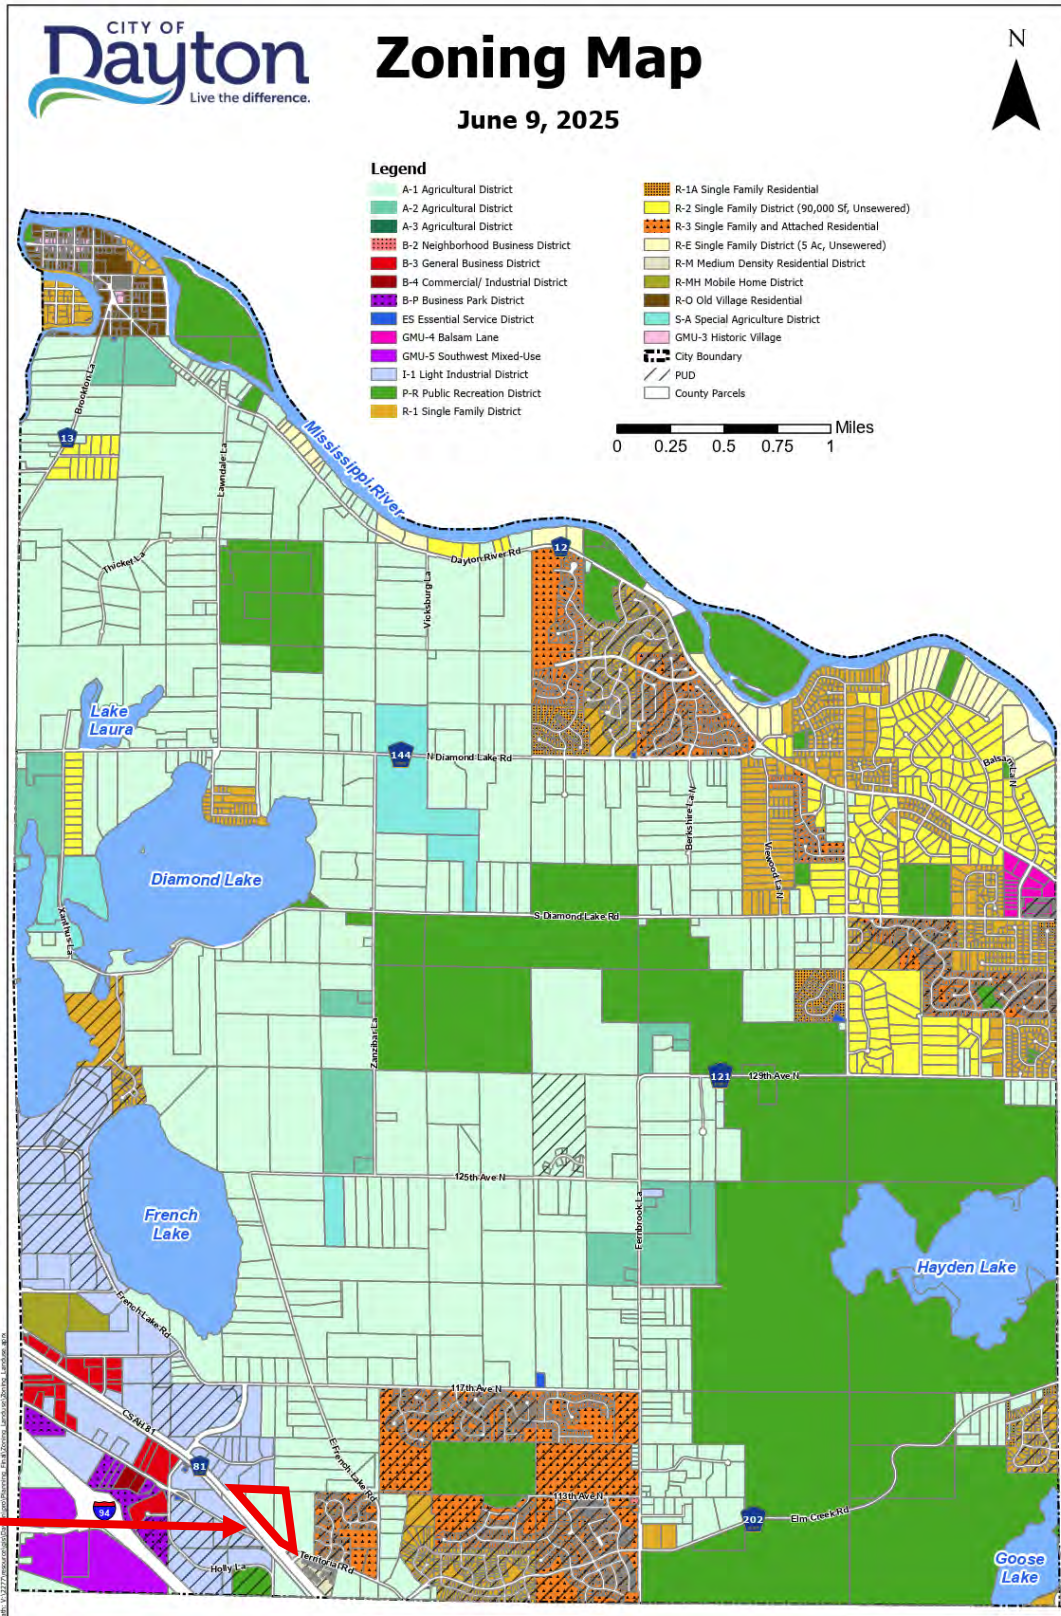 CITY OF
Dayton
Live the difference.
Zoning Map
June 9, 2025
N
Legend
A-1 Agricultural District
A-2 Agricultural District
A-3 Agricultural District
B-2 Neighborhood Business District
B-3 General Business District
B-4 Commercial/ Industrial District
B-P Business Park District
ES Essential Service District
GMU-4 Balsam Lane
GMU-5 Southwest Mixed-Use
I-1 Light Industrial District
P-R Public Recreation District
R-1 Single Family District
R-1A Single Family Residential
R-2 Single Family District (90,000 Sf, Unsewered)
R-3 Single Family and Attached Residential
R-E Single Family District (5 Ac, Unsewered)
R-M Medium Density Residential District
R-MH Mobile Home District
R-O Old Village Residential
S-A Special Agriculture District
GMU-3 Historic Village
City Boundary
PUD
County Parcels
0 0.25 0.5 0.75 1 Miles
Brockton La
13
Lawndale La
Mississippi River
Thicket La
Vicksburg La
Dayton River Rd
12
Lake
Laura
144
N Diamond Lake Rd
Berkshire La N
Balsam La N
Viewood La N
Diamond Lake
Xanthus La
S Diamond Lake Rd
Zanzibar La
121
129th Ave N
125th Ave N
Fernbrook La
French
Lake
Hayden Lake
French Lake Rd
117th Ave N
CSAH 81
81
E French Lake Rd
113th Ave N
94
202
Elm Creek Rd
Territorial Rd
Holly La
Goose
Lake